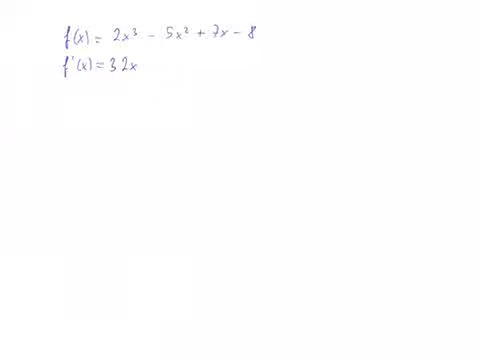 f(x) = 2x³ - 5x² + 7x - 8
f'(x) = 3 2x